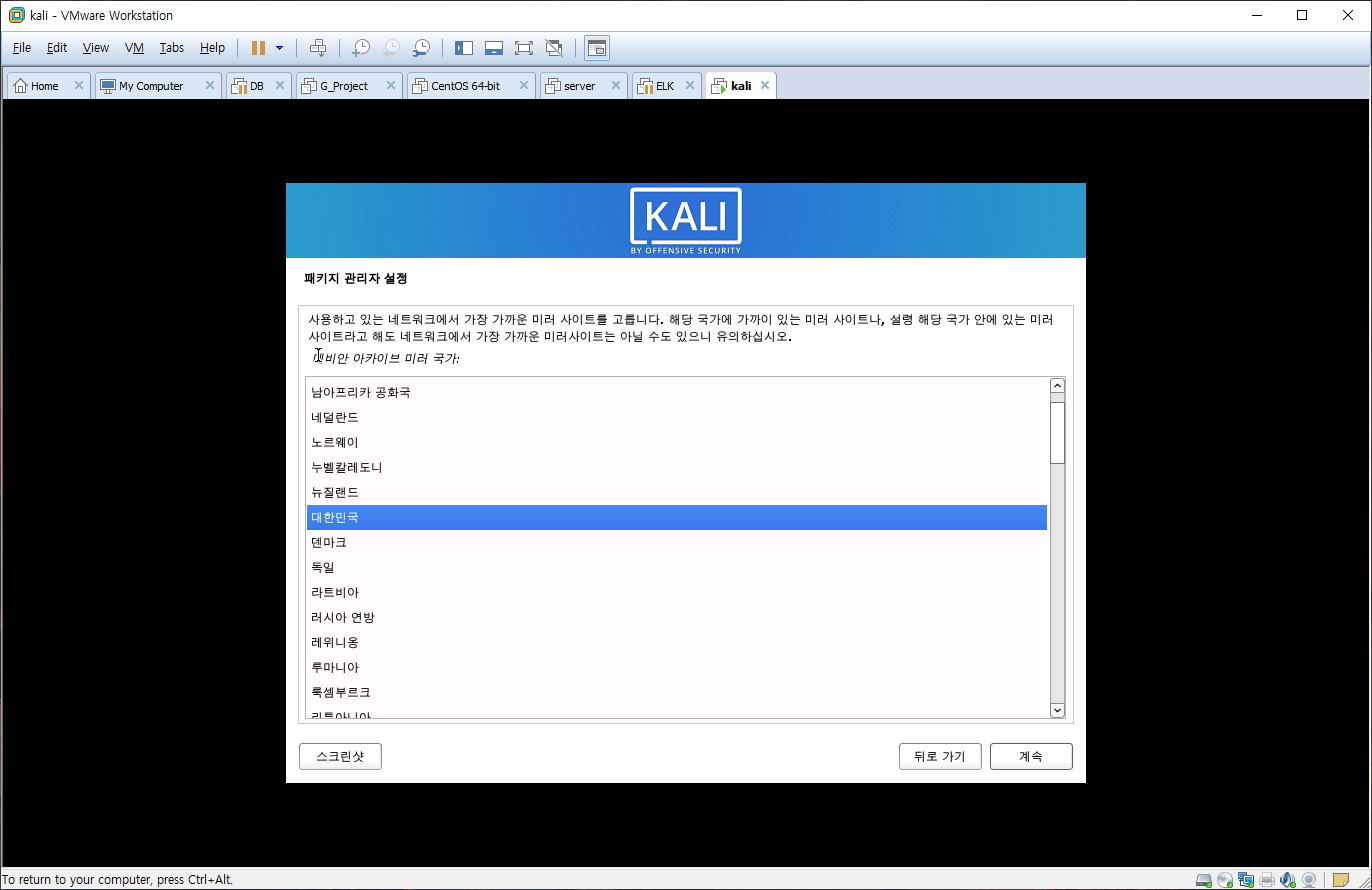 kali - VMware Workstation
File Edit View VM Tabs Help
Home My Computer DB G_Project CentOS 64-bit server ELK kali
KALI
BY OFFENSIVE SECURITY
패키지 관리자 설정
사용하고 있는 네트워크에서 가장 가까운 미러 사이트를 고릅니다. 해당 국가에 가까이 있는 미러 사이트나, 설령 해당 국가 안에 있는 미러
사이트라고 해도 네트워크에서 가장 가까운 미러사이트는 아닐 수도 있으니 유의하십시오.
데비안 아카이브 미러 국가:
남아프리카 공화국
네덜란드
노르웨이
누벨칼레도니
뉴질랜드
대한민국
덴마크
독일
라트비아
러시아 연방
레위니옹
루마니아
룩셈부르크
리투아니아
스크린샷 뒤로 가기 계속
To return to your computer, press Ctrl+Alt.